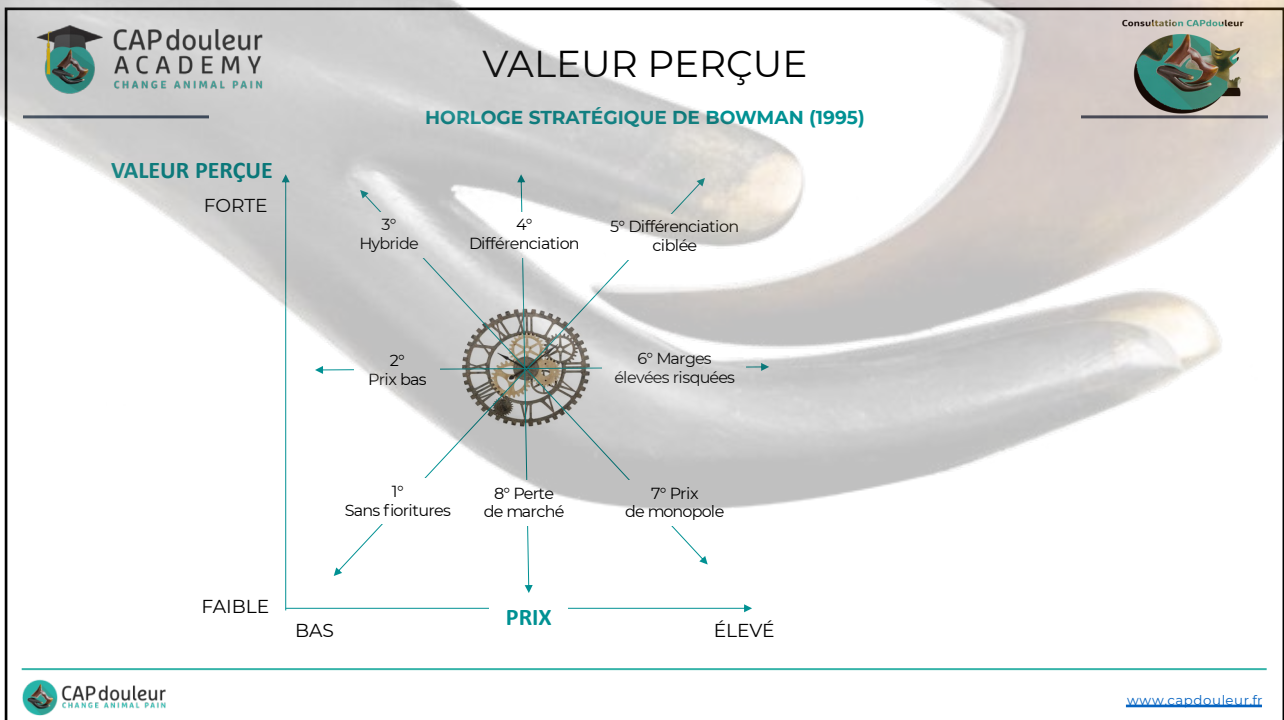 CAPdouleur
ACADEMY
CHANGE ANIMAL PAIN
VALEUR PERÇUE
Consultation CAPdouleur
HORLOGE STRATÉGIQUE DE BOWMAN (1995)
VALEUR PERÇUE
FORTE
3°
Hybride
4°
Différenciation
5° Différenciation
ciblée
2°
Prix bas
6° Marges
élevées risquées
1°
Sans fioritures
8° Perte
de marché
7° Prix
de monopole
FAIBLE
BAS
PRIX
ÉLEVÉ
CAPdouleur
CHANGE ANIMAL PAIN
www.capdouleur.fr